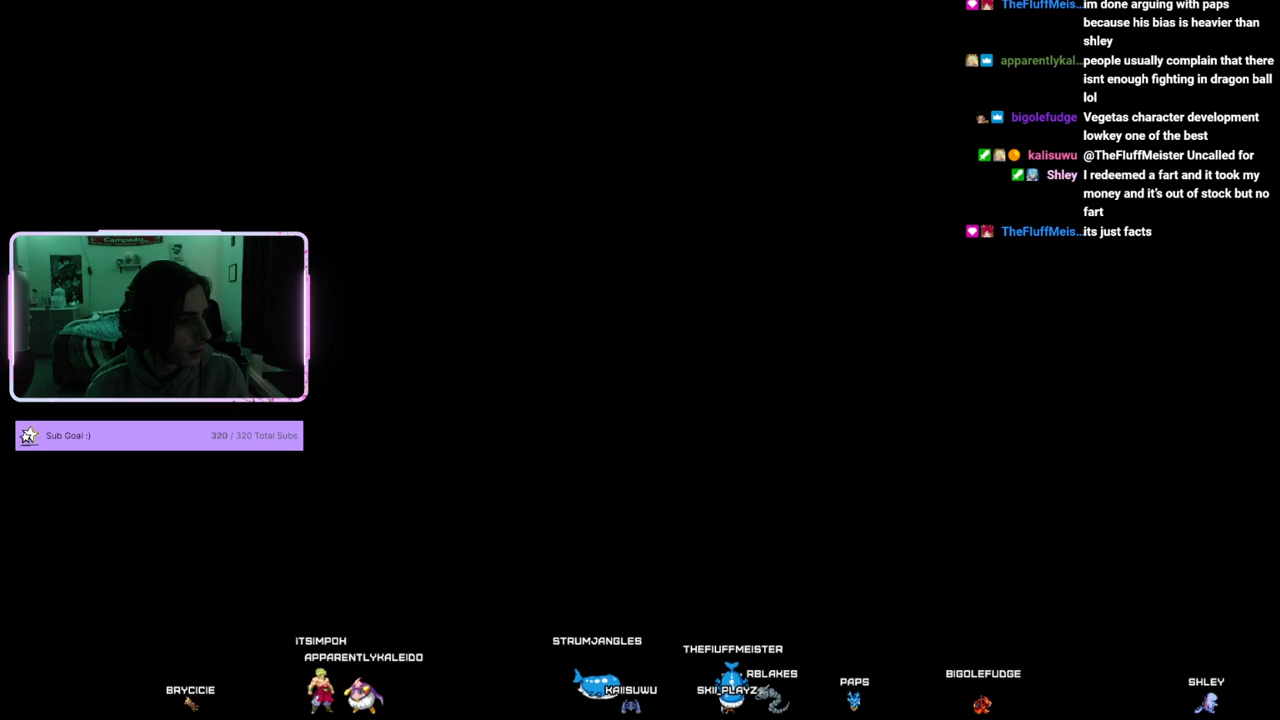 TheFluffMeis... im done arguing with paps
because his bias is heavier than
shley
apparentlykal... people usually complain that there
isnt enough fighting in dragon ball
lol
bigolefudge Vegetas character development
lowkey one of the best
kalisuwu @TheFluffMeister Uncalled for
Shley I redeemed a fart and it took my
money and it's out of stock but no
fart
TheFluffMeis... its just facts
Sub Goal :) 320 / 320 Total Subs
ITSIMPOH
STRUMJANGLES
THEFLUFFMEISTER
APPARENTLYKALEIDO
RBLAKES
BIGOLEFUDGE
PAPS
SHLEY
BRYCICIE
KALISUWU
SKII_PLAYZ